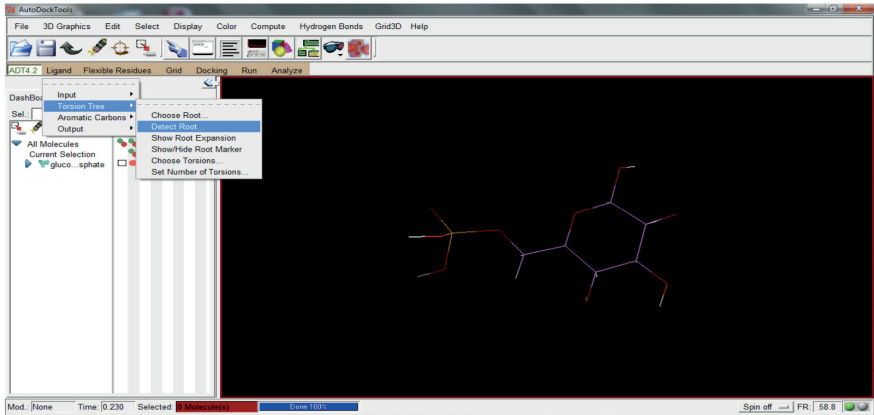 AutoDockTools
File 3D Graphics Edit Select Display Color Compute Hydrogen Bonds Grid3D Help
ADT4.2 Ligand Flexible Residues Grid Docking Run Analyze
Input
DashBoa
Torsion Tree
Sel.:
Aromatic Carbons
Output
Choose Root...
Detect Root...
Show Root Expansion
Show/Hide Root Marker
Choose Torsions...
Set Number of Torsions...
All Molecules
Current Selection
gluco...sphate
Mod.: None Time: 0.230 Selected: 0 Molecule(s) Done 100% Spin off FR: 58.8